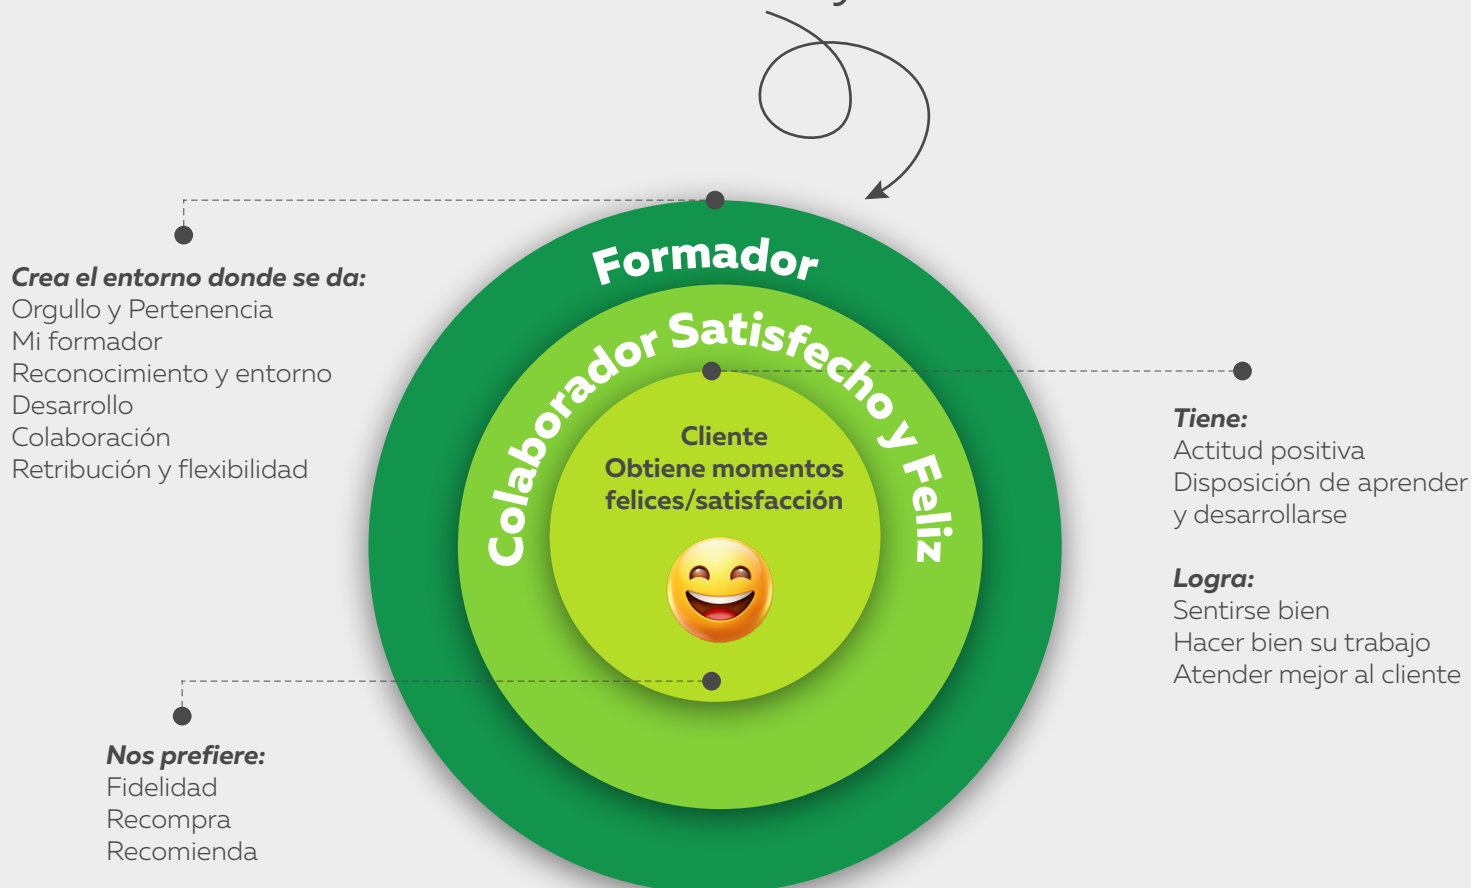 Formador
Colaborador Satisfecho y Feliz
Cliente
Obtiene momentos
felices/satisfacción
Crea el entorno donde se da:
Orgullo y Pertenencia
Mi formador
Reconocimiento y entorno
Desarrollo
Colaboración
Retribución y flexibilidad
Tiene:
Actitud positiva
Disposición de aprender
y desarrollarse
Logra:
Sentirse bien
Hacer bien su trabajo
Atender mejor al cliente
Nos prefiere:
Fidelidad
Recompra
Recomienda